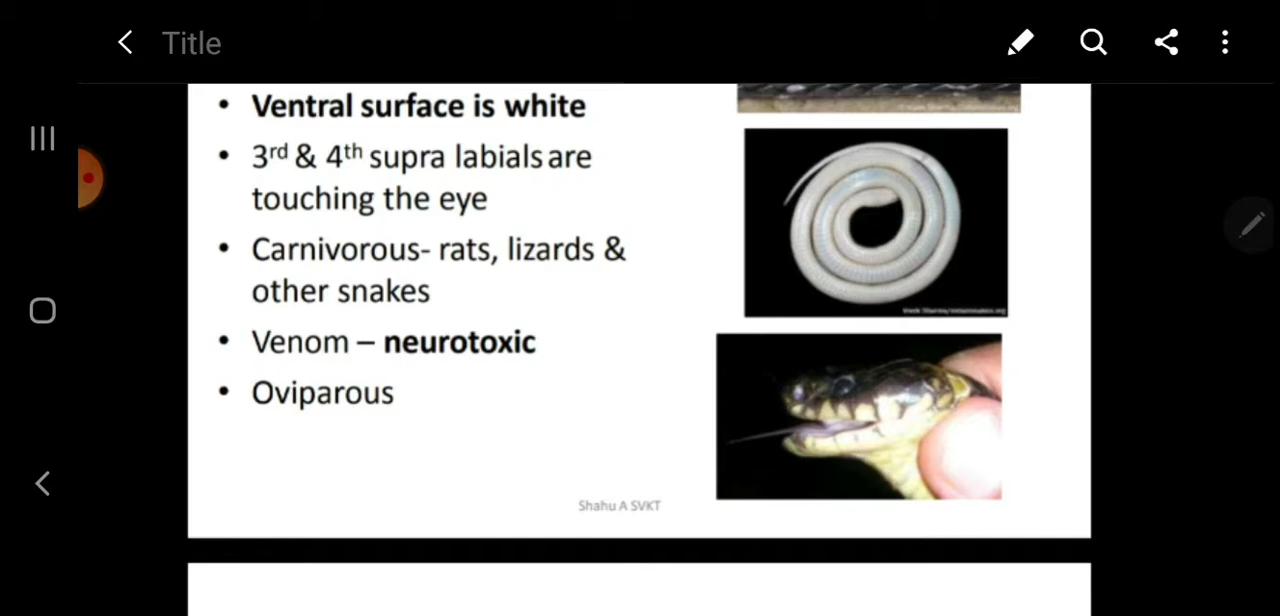 Title
• Ventral surface is white
• 3rd & 4th supra labials are
touching the eye
• Carnivorous- rats, lizards &
other snakes
• Venom – neurotoxic
• Oviparous
Shahu A SVKT